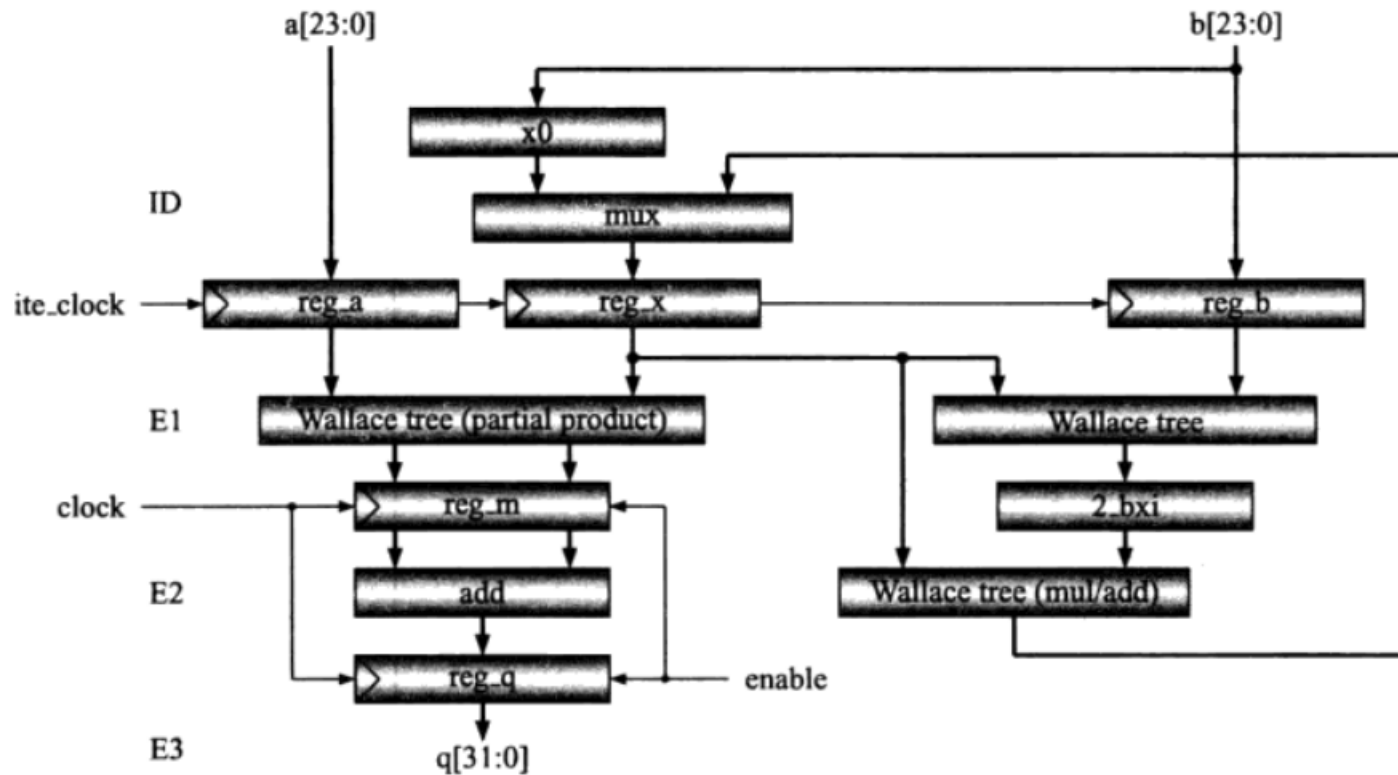 a[23:0] b[23:0]
x0
ID
mux
ite_clock reg_a reg_x reg_b
E1 Wallace tree (partial product) Wallace tree
clock reg_m 2_bxi
E2 add Wallace tree (mul/add)
reg_q enable
E3 q[31:0]